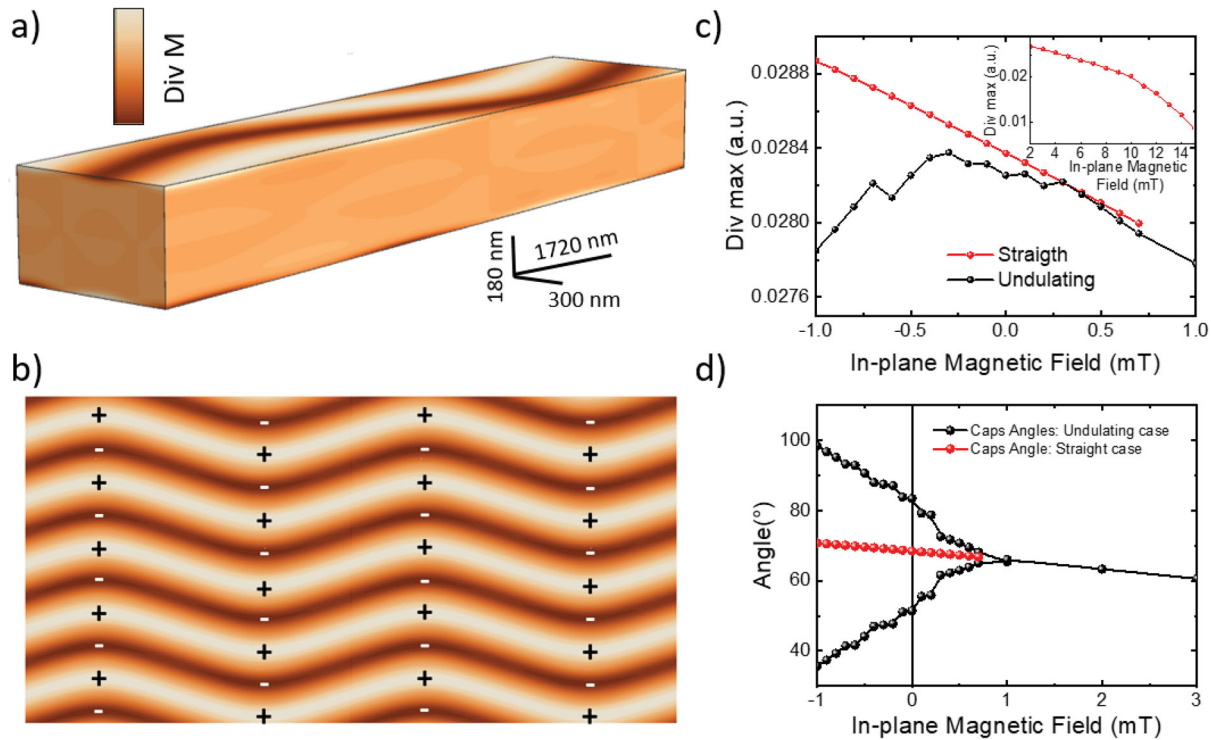 a)
Div M
180 nm
1720 nm
300 nm
b)
+ - + -
- + - +
+ - + -
- + - +
+ - + -
- + - +
+ - + -
- + - +
+ - + -
- + - +
c)
Div max (a.u.)
0.0288
0.0284
0.0280
0.0276
-1.0 -0.5 0.0 0.5 1.0
In-plane Magnetic Field (mT)
Straigth
Undulating
Div max (a.u.)
0.02
0.01
2 4 6 8 10 12 14
In-plane Magnetic
Field (mT)
d)
Angle(°)
100
80
60
40
-1 0 1 2 3
In-plane Magnetic Field (mT)
Caps Angles: Undulating case
Caps Angle: Straight case